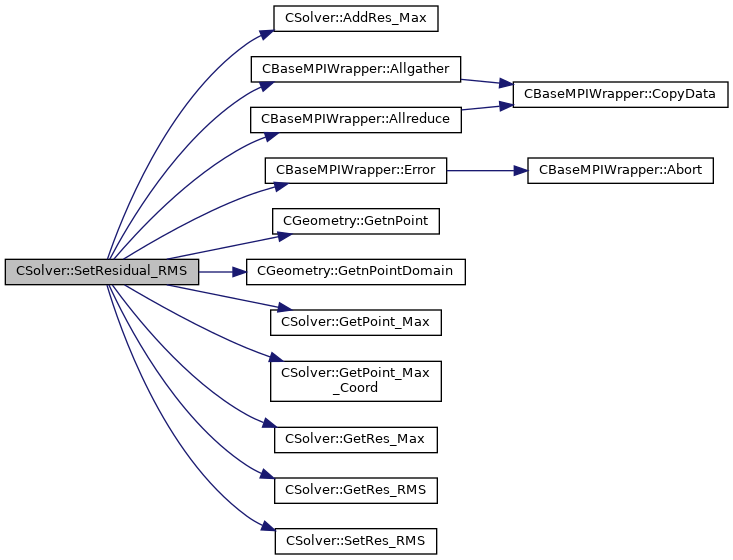 CSolver::AddRes_Max
CBaseMPIWrapper::Allgather
CBaseMPIWrapper::CopyData
CBaseMPIWrapper::Allreduce
CBaseMPIWrapper::Error
CBaseMPIWrapper::Abort
CGeometry::GetnPoint
CSolver::SetResidual_RMS
CGeometry::GetnPointDomain
CSolver::GetPoint_Max
CSolver::GetPoint_Max
_Coord
CSolver::GetRes_Max
CSolver::GetRes_RMS
CSolver::SetRes_RMS